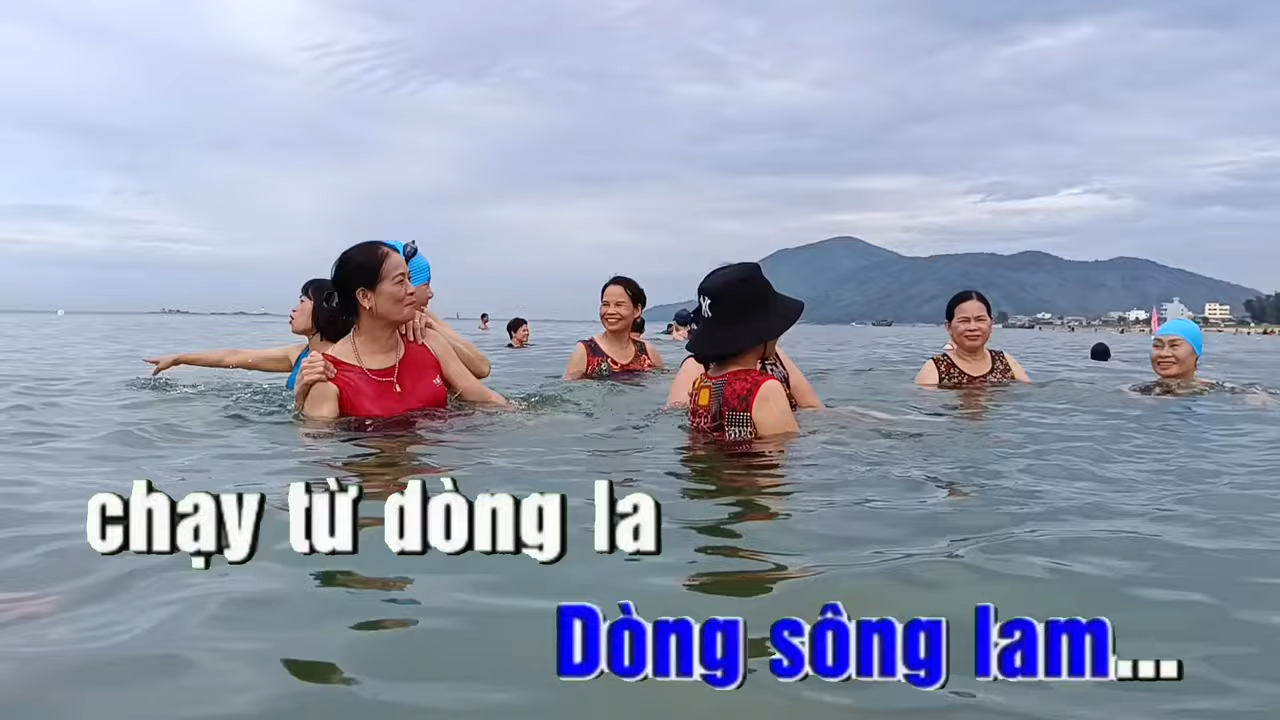 chạy từ dòng la
Dòng sông lam...